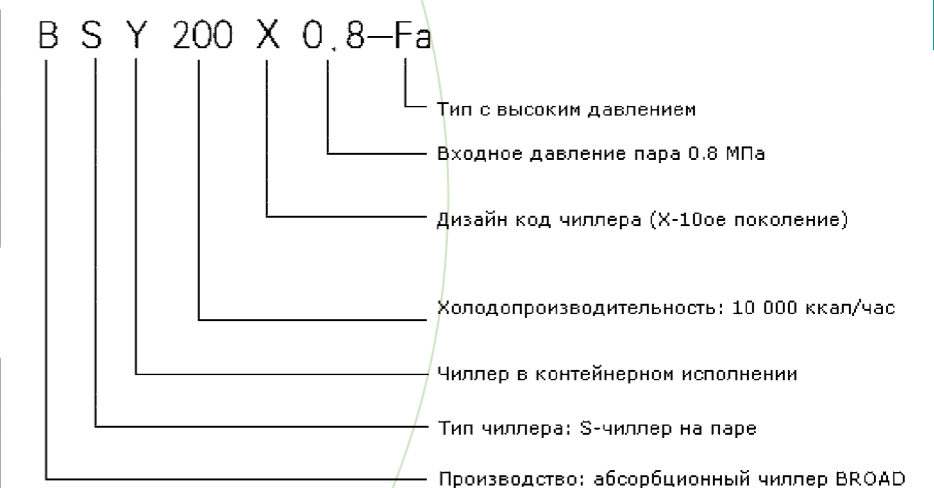 B S Y 200 X 0.8-Fa
Тип с высоким давлением
Входное давление пара 0.8 МПа
Дизайн код чиллера (X-10ое поколение)
Холодопроизводительность: 10 000 ккал/час
Чиллер в контейнерном исполнении
Тип чиллера: S-чиллер на паре
Производство: абсорбционный чиллер BROAD